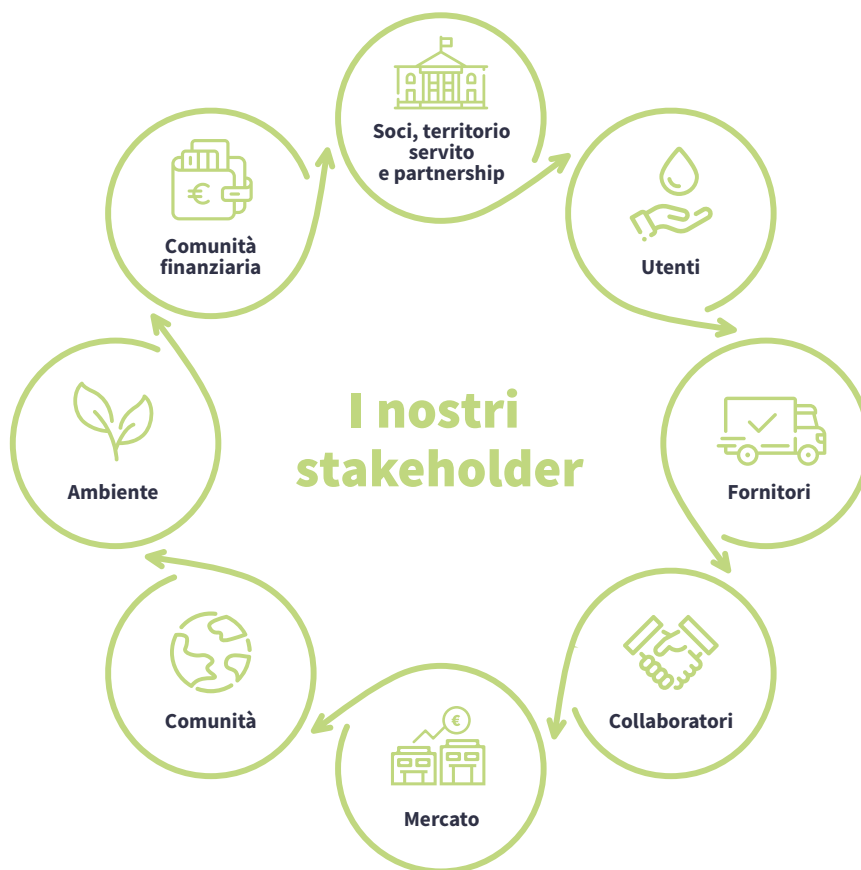 I nostri
stakeholder
Soci, territorio
servito
e partnership
Utenti
Fornitori
Collaboratori
Mercato
Comunità
Ambiente
Comunità
finanziaria
€
€